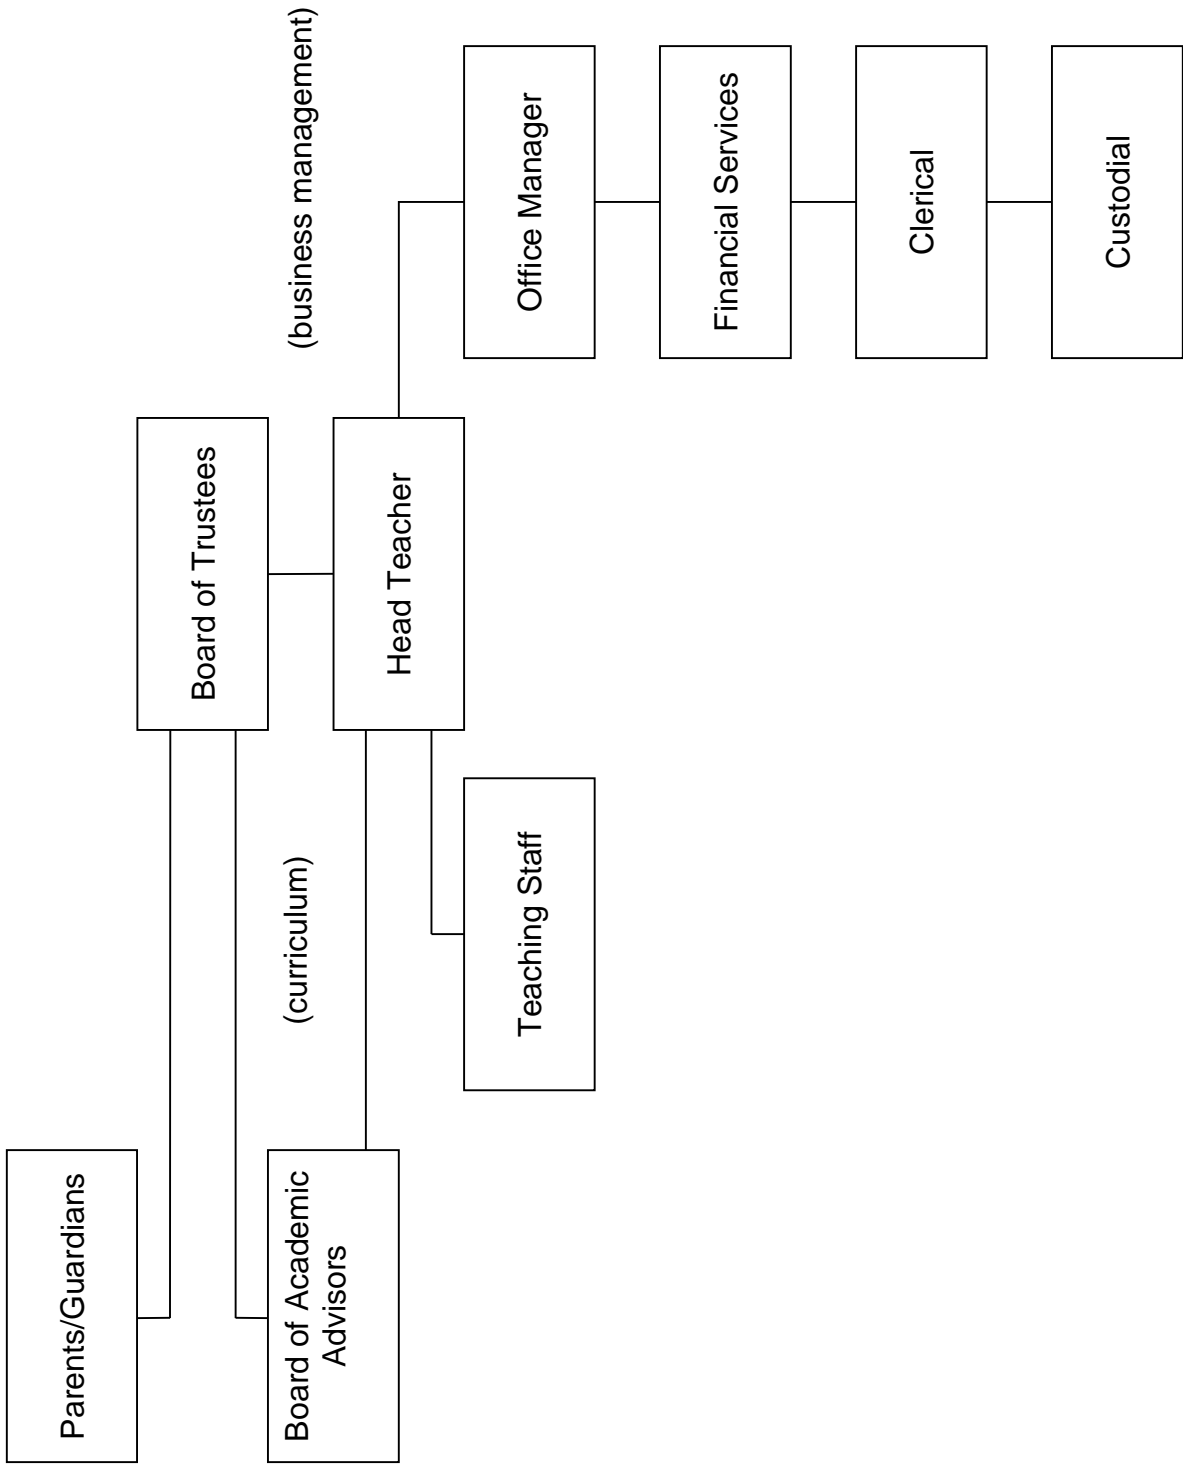 Parents/Guardians
Board of Trustees
Board of Academic
Advisors
(curriculum)
(business management)
Head Teacher
Teaching Staff
Office Manager
Financial Services
Clerical
Custodial